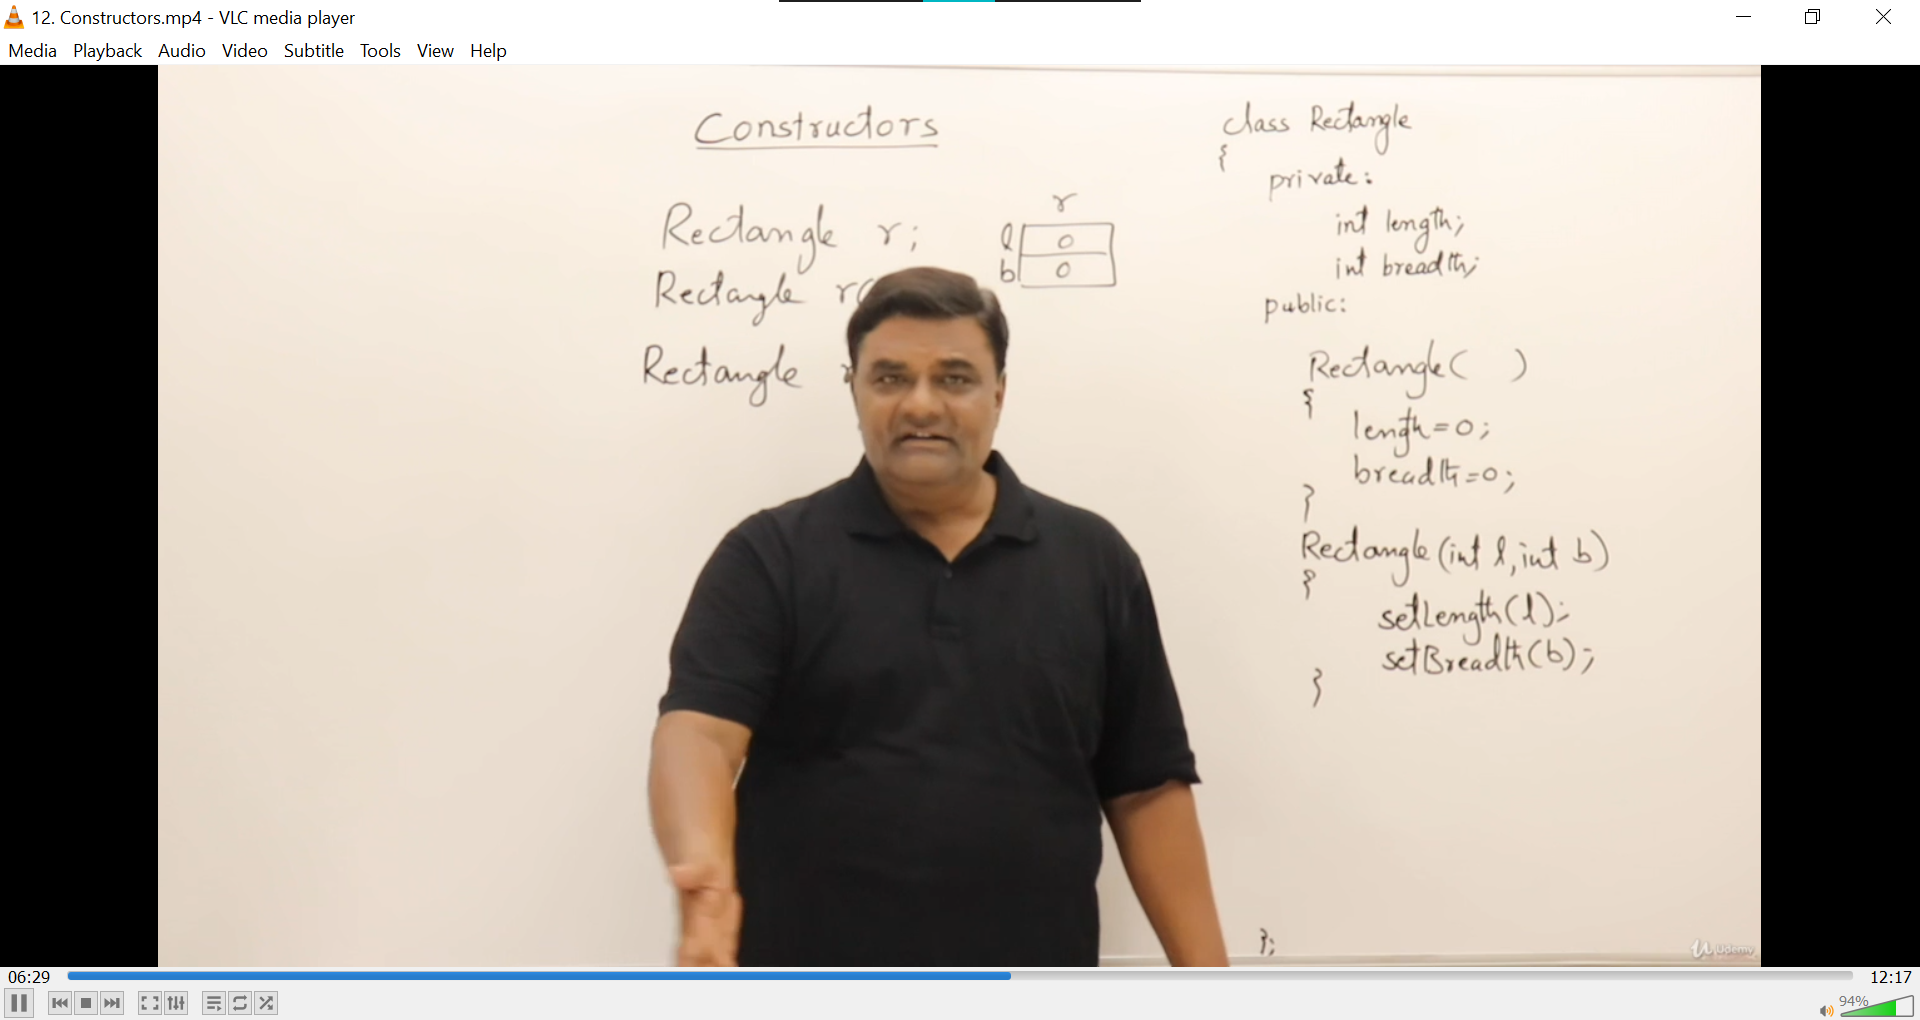 12. Constructors.mp4 - VLC media player
Media Playback Audio Video Subtitle Tools View Help
Constructors
Rectangle r;
Rectangle r(
Rectangle
r
l 0
b 0
class Rectangle
{
private:
int length;
int breadth;
public:
Rectangle( )
{
length=0;
breadth=0;
}
Rectangle(int l, int b)
{
setLength(l);
setBreadth(b);
}
};
Udemy
06:29
12:17
94%